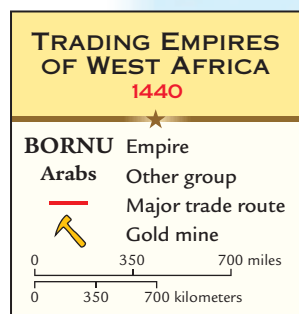 TRADING EMPIRES
OF WEST AFRICA
1440
BORNU Empire
Arabs Other group
Major trade route
Gold mine
0 350 700 miles
0 350 700 kilometers